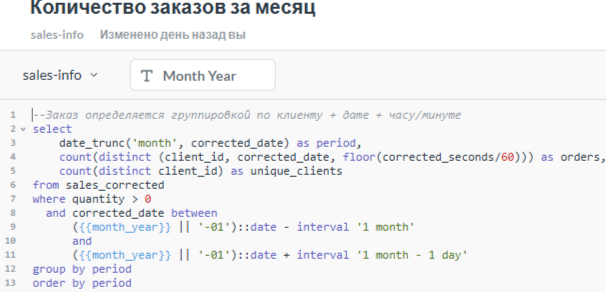 Количество заказов за месяц
sales-info Изменено день назад вы
sales-info Month Year
1 --Заказ определяется группировкой по клиенту + дате + часу/минуте
2 select
3 date_trunc('month', corrected_date) as period,
4 count(distinct (client_id, corrected_date, floor(corrected_seconds/60))) as orders,
5 count(distinct client_id) as unique_clients
6 from sales_corrected
7 where quantity > 0
8 and corrected_date between
9 ({{month_year}} || '-01')::date - interval '1 month'
10 and
11 ({{month_year}} || '-01')::date + interval '1 month - 1 day'
12 group by period
13 order by period